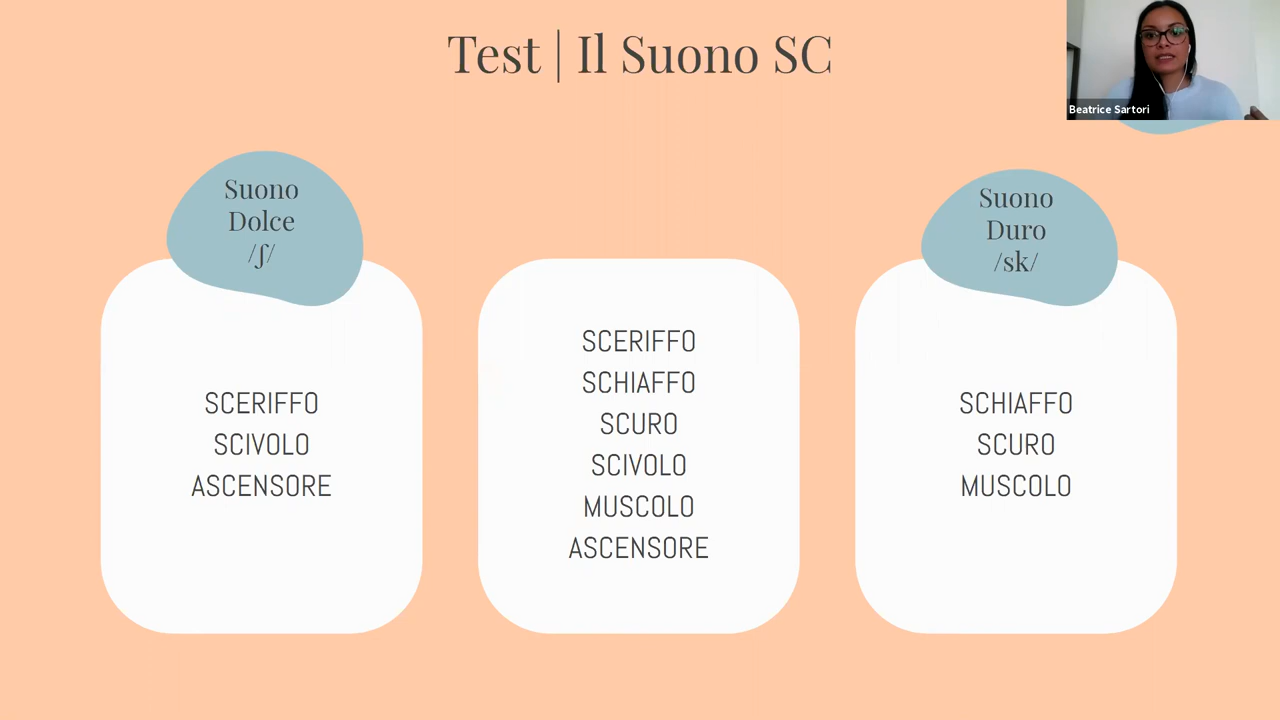 Test | Il Suono SC
Beatrice Sartori
Suono
Dolce
/ʃ/
SCERIFFO
SCIVOLO
ASCENSORE
SCERIFFO
SCHIAFFO
SCURO
SCIVOLO
MUSCOLO
ASCENSORE
Suono
Duro
/sk/
SCHIAFFO
SCURO
MUSCOLO